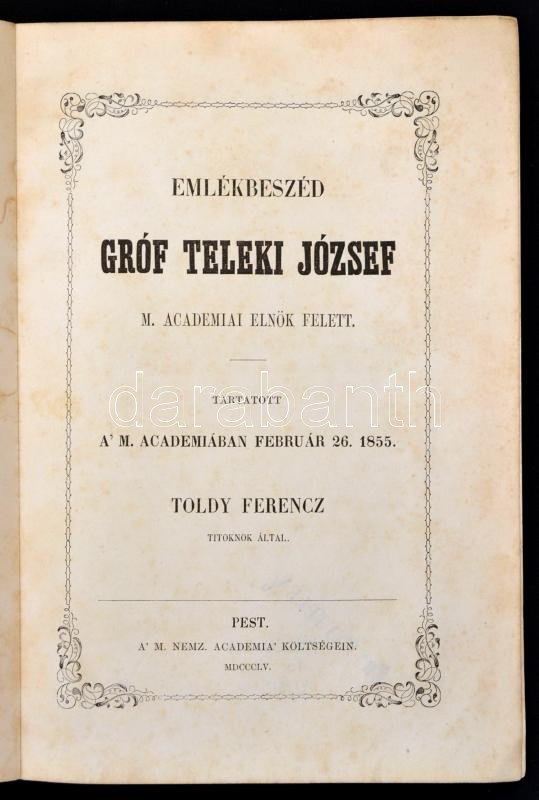 EMLÉKBESZÉD
GRÓF TELEKI JÓZSEF
M. ACADEMIAI ELNÖK FELETT.
darabanth
TARTATOTT
A' M. ACADEMIÁBAN FEBRUÁR 26. 1855.
TOLDY FERENCZ
TITOKNOK ÁLTAL.
PEST.
A' M. NEMZ. ACADEMIA' KÖLTSÉGEIN.
MDCCCLV.